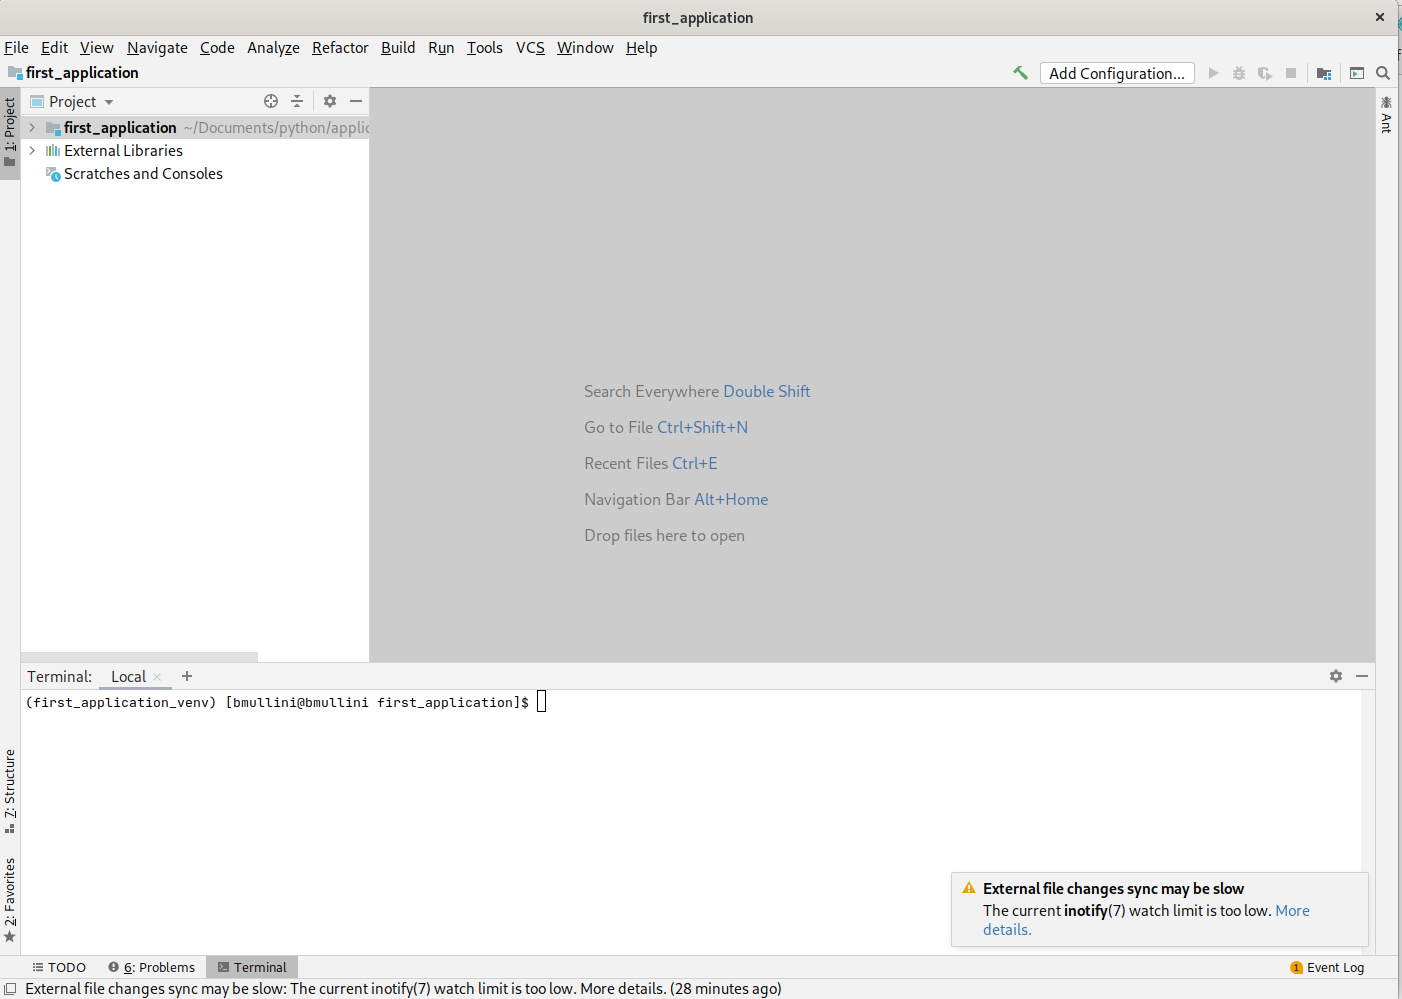 first_application
File Edit View Navigate Code Analyze Refactor Build Run Tools VCS Window Help
first_application
Add Configuration...
1: Project
Project
Ant
first_application ~/Documents/python/applic
External Libraries
Scratches and Consoles
Search Everywhere Double Shift
Go to File Ctrl+Shift+N
Recent Files Ctrl+E
Navigation Bar Alt+Home
Drop files here to open
Terminal: Local
(first_application_venv) [bmullini@bmullini first_application]$
7: Structure
2: Favorites
External file changes sync may be slow
The current inotify(7) watch limit is too low. More
details.
TODO 6: Problems Terminal 1 Event Log
External file changes sync may be slow: The current inotify(7) watch limit is too low. More details. (28 minutes ago)